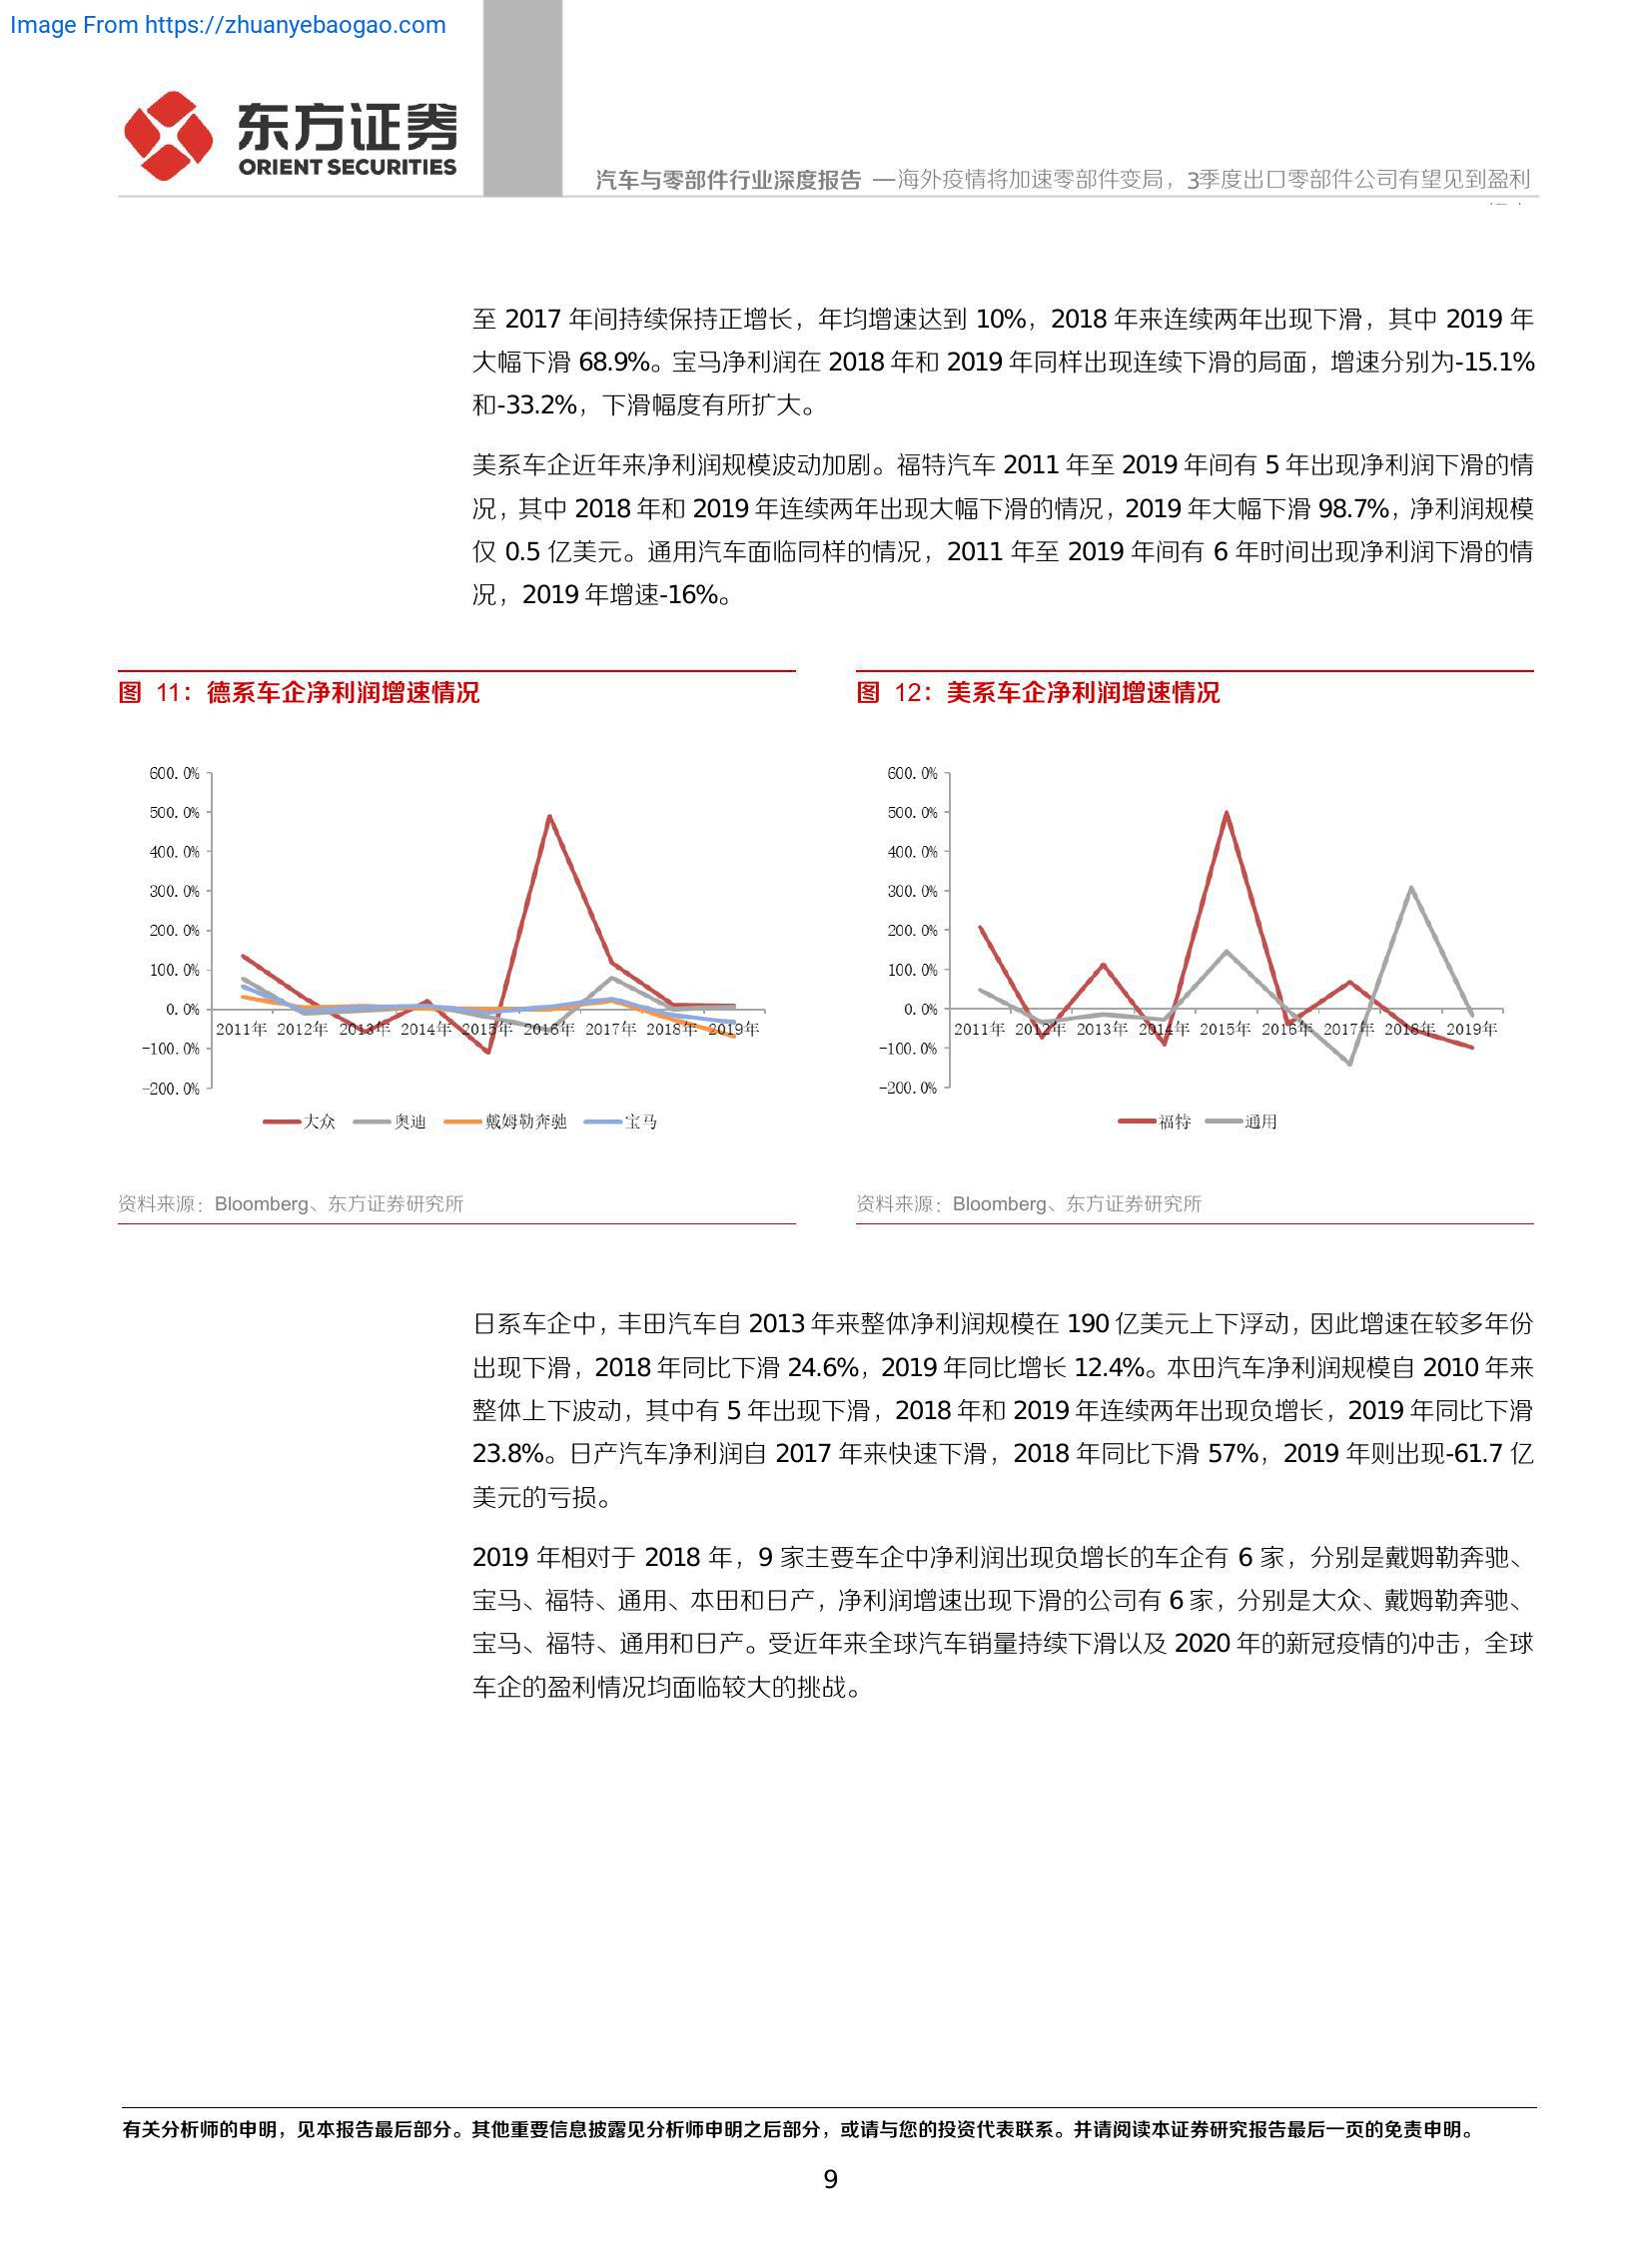 Image From https://zhuanyebaogao.com
东方证券
ORIENT SECURITIES
汽车与零部件行业深度报告 —海外疫情将加速零部件变局，3季度出口零部件公司有望见到盈利
至 2017 年间持续保持正增长，年均增速达到 10%，2018 年来连续两年出现下滑，其中 2019 年
大幅下滑 68.9%。宝马净利润在 2018 年和 2019 年同样出现连续下滑的局面，增速分别为-15.1%
和-33.2%，下滑幅度有所扩大。
美系车企近年来净利润规模波动加剧。福特汽车 2011 年至 2019 年间有 5 年出现净利润下滑的情
况，其中 2018 年和 2019 年连续两年出现大幅下滑的情况，2019 年大幅下滑 98.7%，净利润规模
仅 0.5 亿美元。通用汽车面临同样的情况，2011 年至 2019 年间有 6 年时间出现净利润下滑的情
况，2019 年增速-16%。
图 11：德系车企净利润增速情况
600.0%
500.0%
400.0%
300.0%
200.0%
100.0%
0.0%
-100.0%
-200.0%
2011年 2012年 2013年 2014年 2015年 2016年 2017年 2018年 2019年
大众 奥迪 戴姆勒奔驰 宝马
资料来源：Bloomberg、东方证券研究所
图 12：美系车企净利润增速情况
600.0%
500.0%
400.0%
300.0%
200.0%
100.0%
0.0%
-100.0%
-200.0%
2011年 2012年 2013年 2014年 2015年 2016年 2017年 2018年 2019年
福特 通用
资料来源：Bloomberg、东方证券研究所
日系车企中，丰田汽车自 2013 年来整体净利润规模在 190 亿美元上下浮动，因此增速在较多年份
出现下滑，2018 年同比下滑 24.6%，2019 年同比增长 12.4%。本田汽车净利润规模自 2010 年来
整体上下波动，其中有 5 年出现下滑，2018 年和 2019 年连续两年出现负增长，2019 年同比下滑
23.8%。日产汽车净利润自 2017 年来快速下滑，2018 年同比下滑 57%，2019 年则出现-61.7 亿
美元的亏损。
2019 年相对于 2018 年，9 家主要车企中净利润出现负增长的车企有 6 家，分别是戴姆勒奔驰、
宝马、福特、通用、本田和日产，净利润增速出现下滑的公司有 6 家，分别是大众、戴姆勒奔驰、
宝马、福特、通用和日产。受近年来全球汽车销量持续下滑以及 2020 年的新冠疫情的冲击，全球
车企的盈利情况均面临较大的挑战。
有关分析师的申明，见本报告最后部分。其他重要信息披露见分析师申明之后部分，或请与您的投资代表联系。并请阅读本证券研究报告最后一页的免责申明。
9